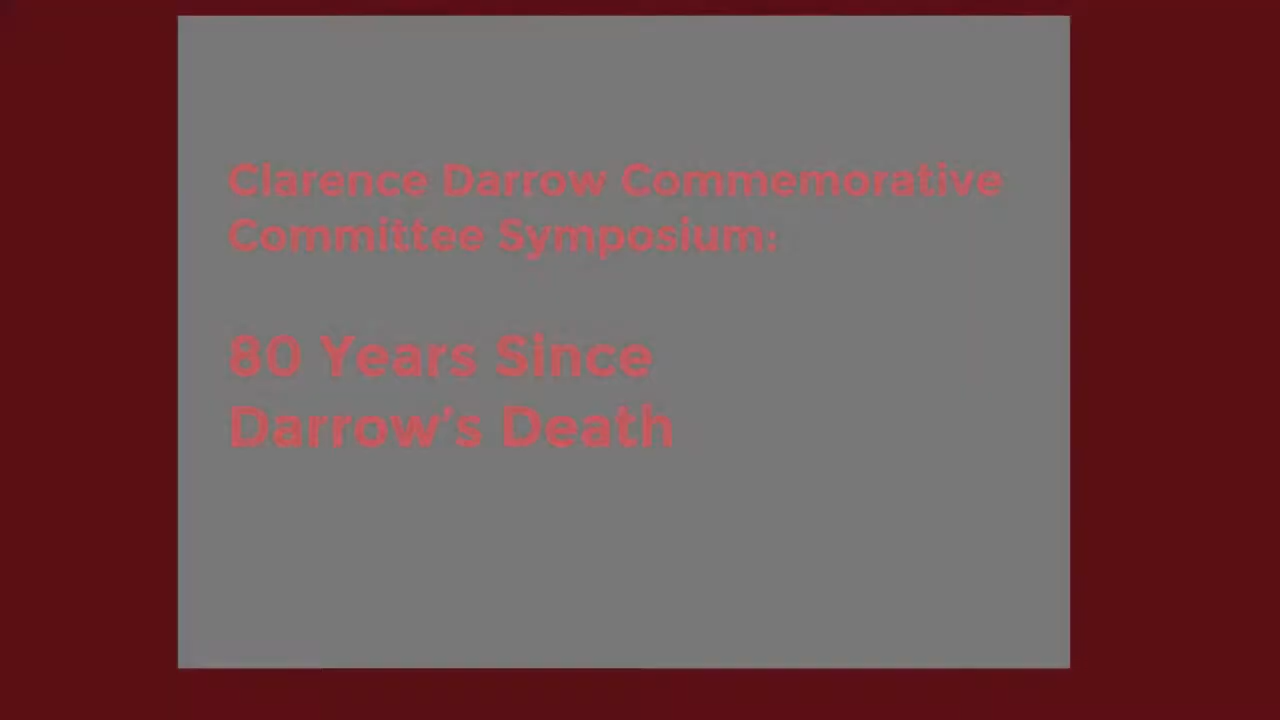 Clarence Darrow Commemorative
Committee Symposium:
80 Years Since
Darrow's Death